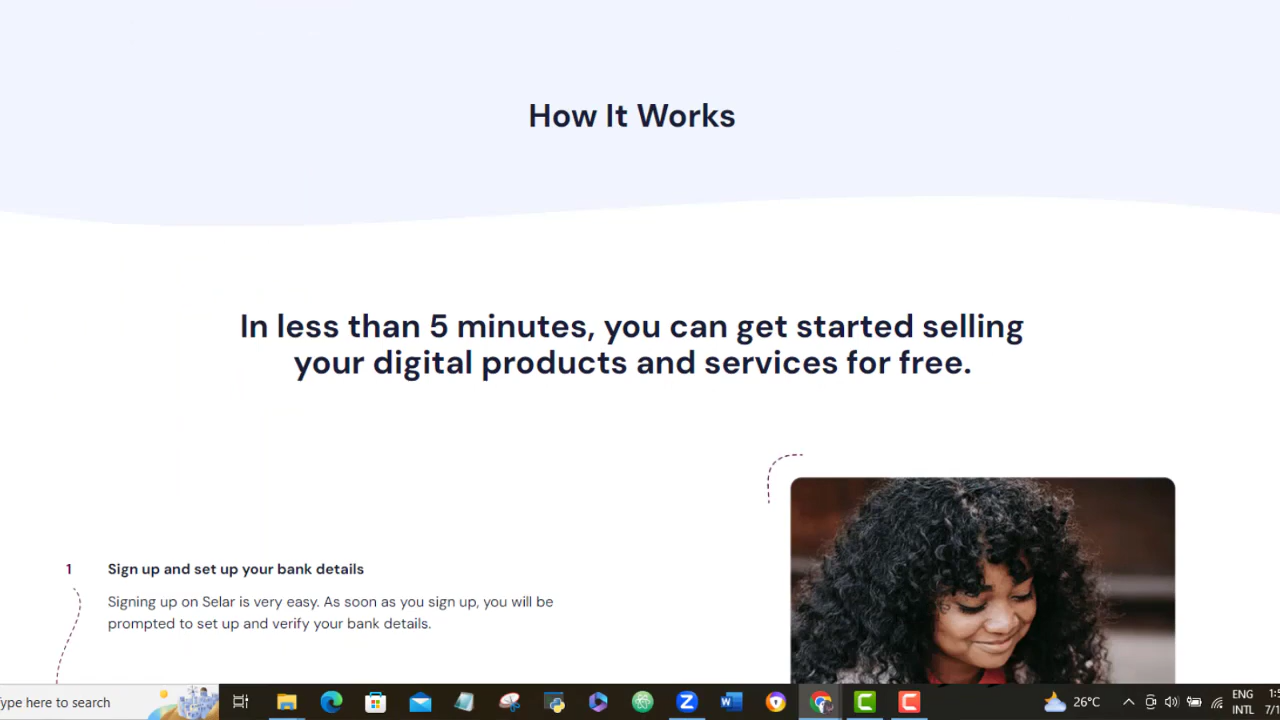 How It Works
In less than 5 minutes, you can get started selling
your digital products and services for free.
1 Sign up and set up your bank details
Signing up on Selar is very easy. As soon as you sign up, you will be
prompted to set up and verify your bank details.
ype here to search
26°C
ENG
INTL